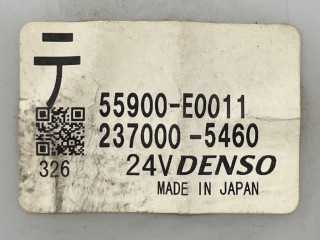 テ
55900-E0011
237000-5460
326
24V DENSO
MADE IN JAPAN